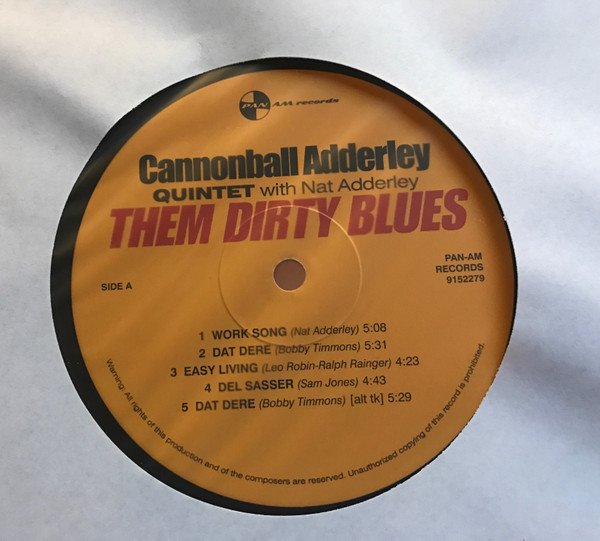 PAN AM records
Cannonball Adderley
QUINTET with Nat Adderley
THEM DIRTY BLUES
SIDE A
PAN-AM
RECORDS
9152279
1 WORK SONG (Nat Adderley) 5:08
2 DAT DERE (Bobby Timmons) 5:31
3 EASY LIVING (Leo Robin-Ralph Rainger) 4:23
4 DEL SASSER (Sam Jones) 4:43
5 DAT DERE (Bobby Timmons) [alt tk] 5:29
Warning: All rights of this production and of the composers are reserved. Unauthorized copying of this record is prohibited.